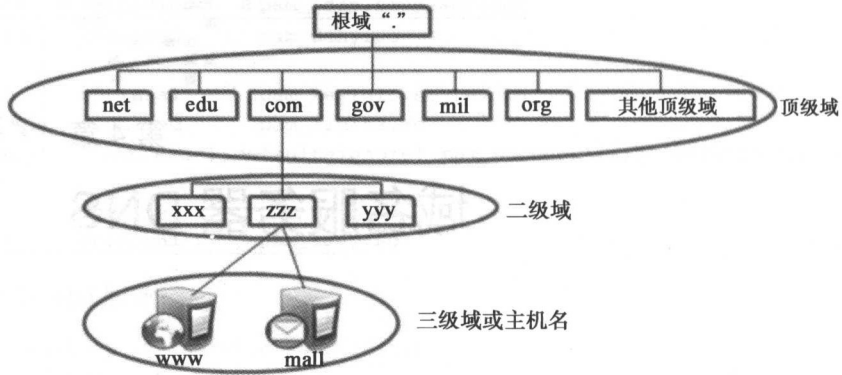 根域“.”
net edu com gov mil org 其他顶级域 顶级域
xxx zzz yyy 二级域
三级域或主机名
www mall